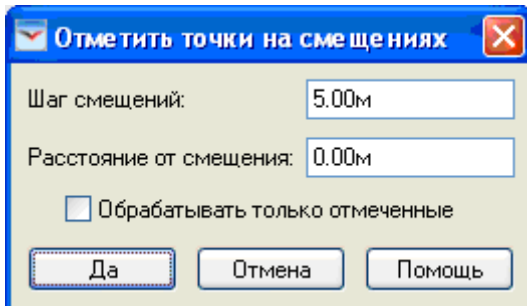 Отметить точки на смещениях
Шаг смещений: 5.00м
Расстояние от смещения: 0.00м
Обрабатывать только отмеченные
Да Отмена Помощь